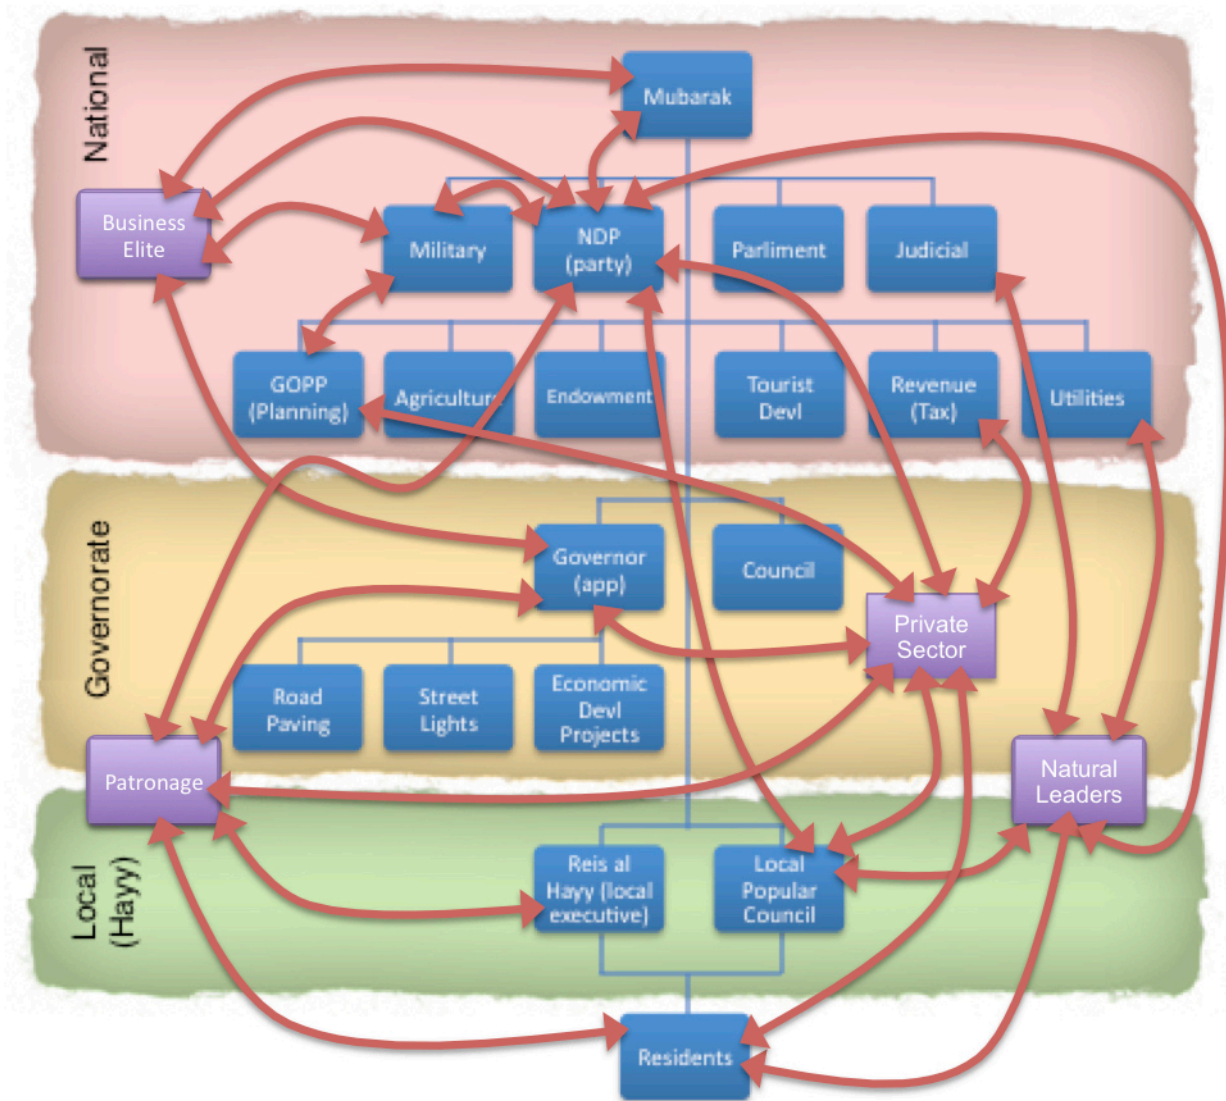 National
Mubarak
Business
Elite
Military
NDP
(party)
Parliment
Judicial
GOPP
(Planning)
Agriculture
Endowment
Tourist
Devl
Revenue
(Tax)
Utilities
Governorate
Governor
(app)
Council
Private
Sector
Road
Paving
Street
Lights
Economic
Devl
Projects
Patronage
Natural
Leaders
Local
(Hayy)
Reis al
Hayy (local
executive)
Local
Popular
Council
Residents